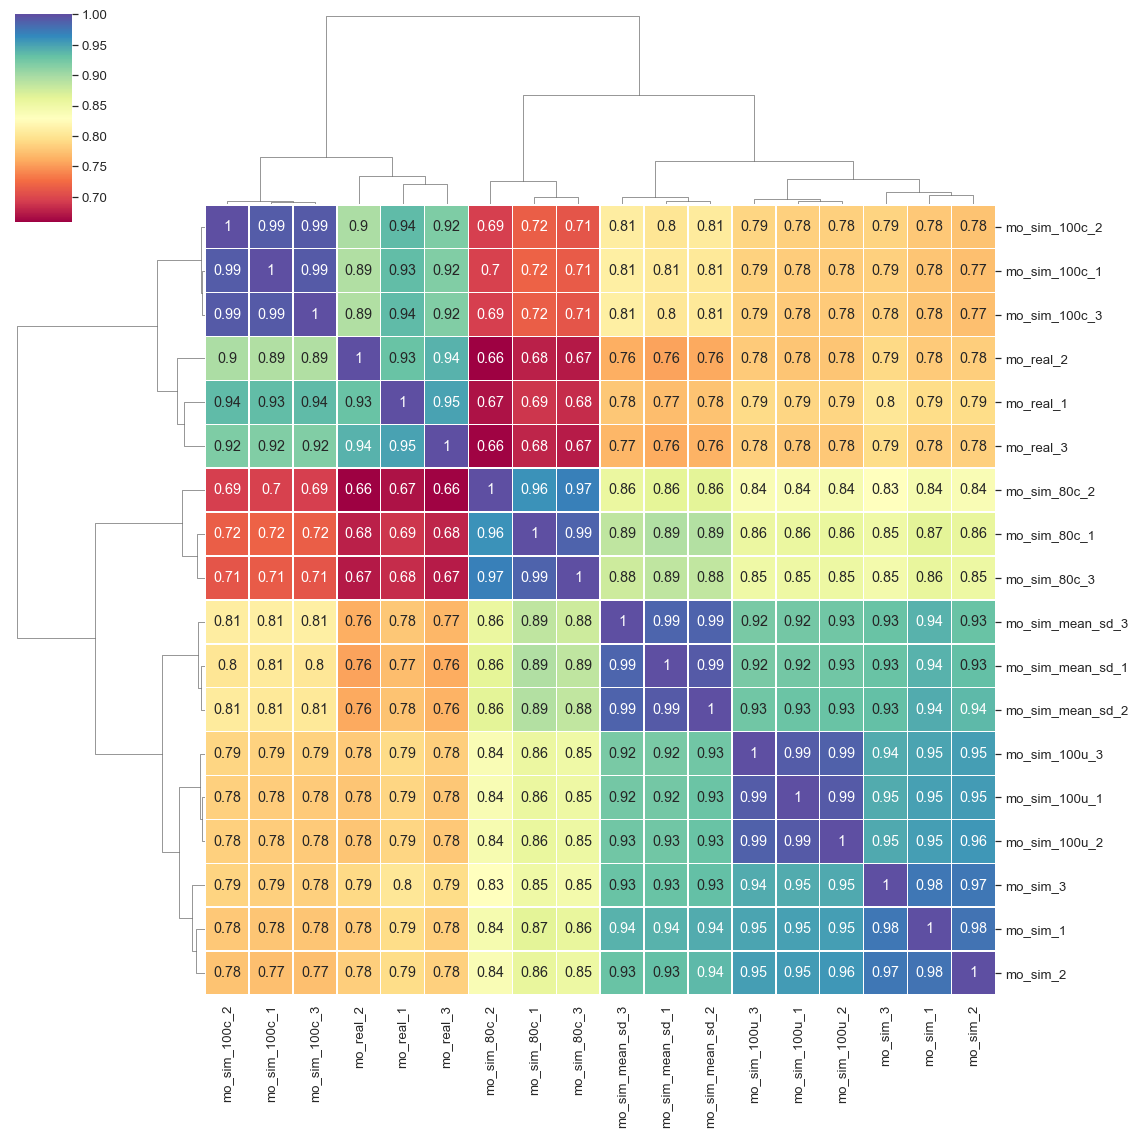 1.00
0.95
0.90
0.85
0.80
0.75
0.70
1 0.99 0.99 0.9 0.94 0.92 0.69 0.72 0.71 0.81 0.8 0.81 0.79 0.78 0.78 0.79 0.78 0.78 mo_sim_100c_2
0.99 1 0.99 0.89 0.93 0.92 0.7 0.72 0.71 0.81 0.81 0.81 0.79 0.78 0.78 0.79 0.78 0.77 mo_sim_100c_1
0.99 0.99 1 0.89 0.94 0.92 0.69 0.72 0.71 0.81 0.8 0.81 0.79 0.78 0.78 0.78 0.78 0.77 mo_sim_100c_3
0.9 0.89 0.89 1 0.93 0.94 0.66 0.68 0.67 0.76 0.76 0.76 0.78 0.78 0.78 0.79 0.78 0.78 mo_real_2
0.94 0.93 0.94 0.93 1 0.95 0.67 0.69 0.68 0.78 0.77 0.78 0.79 0.79 0.79 0.8 0.79 0.79 mo_real_1
0.92 0.92 0.92 0.94 0.95 1 0.66 0.68 0.67 0.77 0.76 0.76 0.78 0.78 0.78 0.79 0.78 0.78 mo_real_3
0.69 0.7 0.69 0.66 0.67 0.66 1 0.96 0.97 0.86 0.86 0.86 0.84 0.84 0.84 0.83 0.84 0.84 mo_sim_80c_2
0.72 0.72 0.72 0.68 0.69 0.68 0.96 1 0.99 0.89 0.89 0.89 0.86 0.86 0.86 0.85 0.87 0.86 mo_sim_80c_1
0.71 0.71 0.71 0.67 0.68 0.67 0.97 0.99 1 0.88 0.89 0.88 0.85 0.85 0.85 0.85 0.86 0.85 mo_sim_80c_3
0.81 0.81 0.81 0.76 0.78 0.77 0.86 0.89 0.88 1 0.99 0.99 0.92 0.92 0.93 0.93 0.94 0.93 mo_sim_mean_sd_3
0.8 0.81 0.8 0.76 0.77 0.76 0.86 0.89 0.89 0.99 1 0.99 0.92 0.92 0.93 0.93 0.94 0.93 mo_sim_mean_sd_1
0.81 0.81 0.81 0.76 0.78 0.76 0.86 0.89 0.88 0.99 0.99 1 0.93 0.93 0.93 0.93 0.94 0.94 mo_sim_mean_sd_2
0.79 0.79 0.79 0.78 0.79 0.78 0.84 0.86 0.85 0.92 0.92 0.93 1 0.99 0.99 0.94 0.95 0.95 mo_sim_100u_3
0.78 0.78 0.78 0.78 0.79 0.78 0.84 0.86 0.85 0.92 0.92 0.93 0.99 1 0.99 0.95 0.95 0.95 mo_sim_100u_1
0.78 0.78 0.78 0.78 0.79 0.78 0.84 0.86 0.85 0.93 0.93 0.93 0.99 0.99 1 0.95 0.95 0.96 mo_sim_100u_2
0.79 0.79 0.78 0.79 0.8 0.79 0.83 0.85 0.85 0.93 0.93 0.93 0.94 0.95 0.95 1 0.98 0.97 mo_sim_3
0.78 0.78 0.78 0.78 0.79 0.78 0.84 0.87 0.86 0.94 0.94 0.94 0.95 0.95 0.95 0.98 1 0.98 mo_sim_1
0.78 0.77 0.77 0.78 0.79 0.78 0.84 0.86 0.85 0.93 0.93 0.94 0.95 0.95 0.96 0.97 0.98 1 mo_sim_2
mo_sim_100c_2
mo_sim_100c_1
mo_sim_100c_3
mo_real_2
mo_real_1
mo_real_3
mo_sim_80c_2
mo_sim_80c_1
mo_sim_80c_3
mo_sim_mean_sd_3
mo_sim_mean_sd_1
mo_sim_mean_sd_2
mo_sim_100u_3
mo_sim_100u_1
mo_sim_100u_2
mo_sim_3
mo_sim_1
mo_sim_2